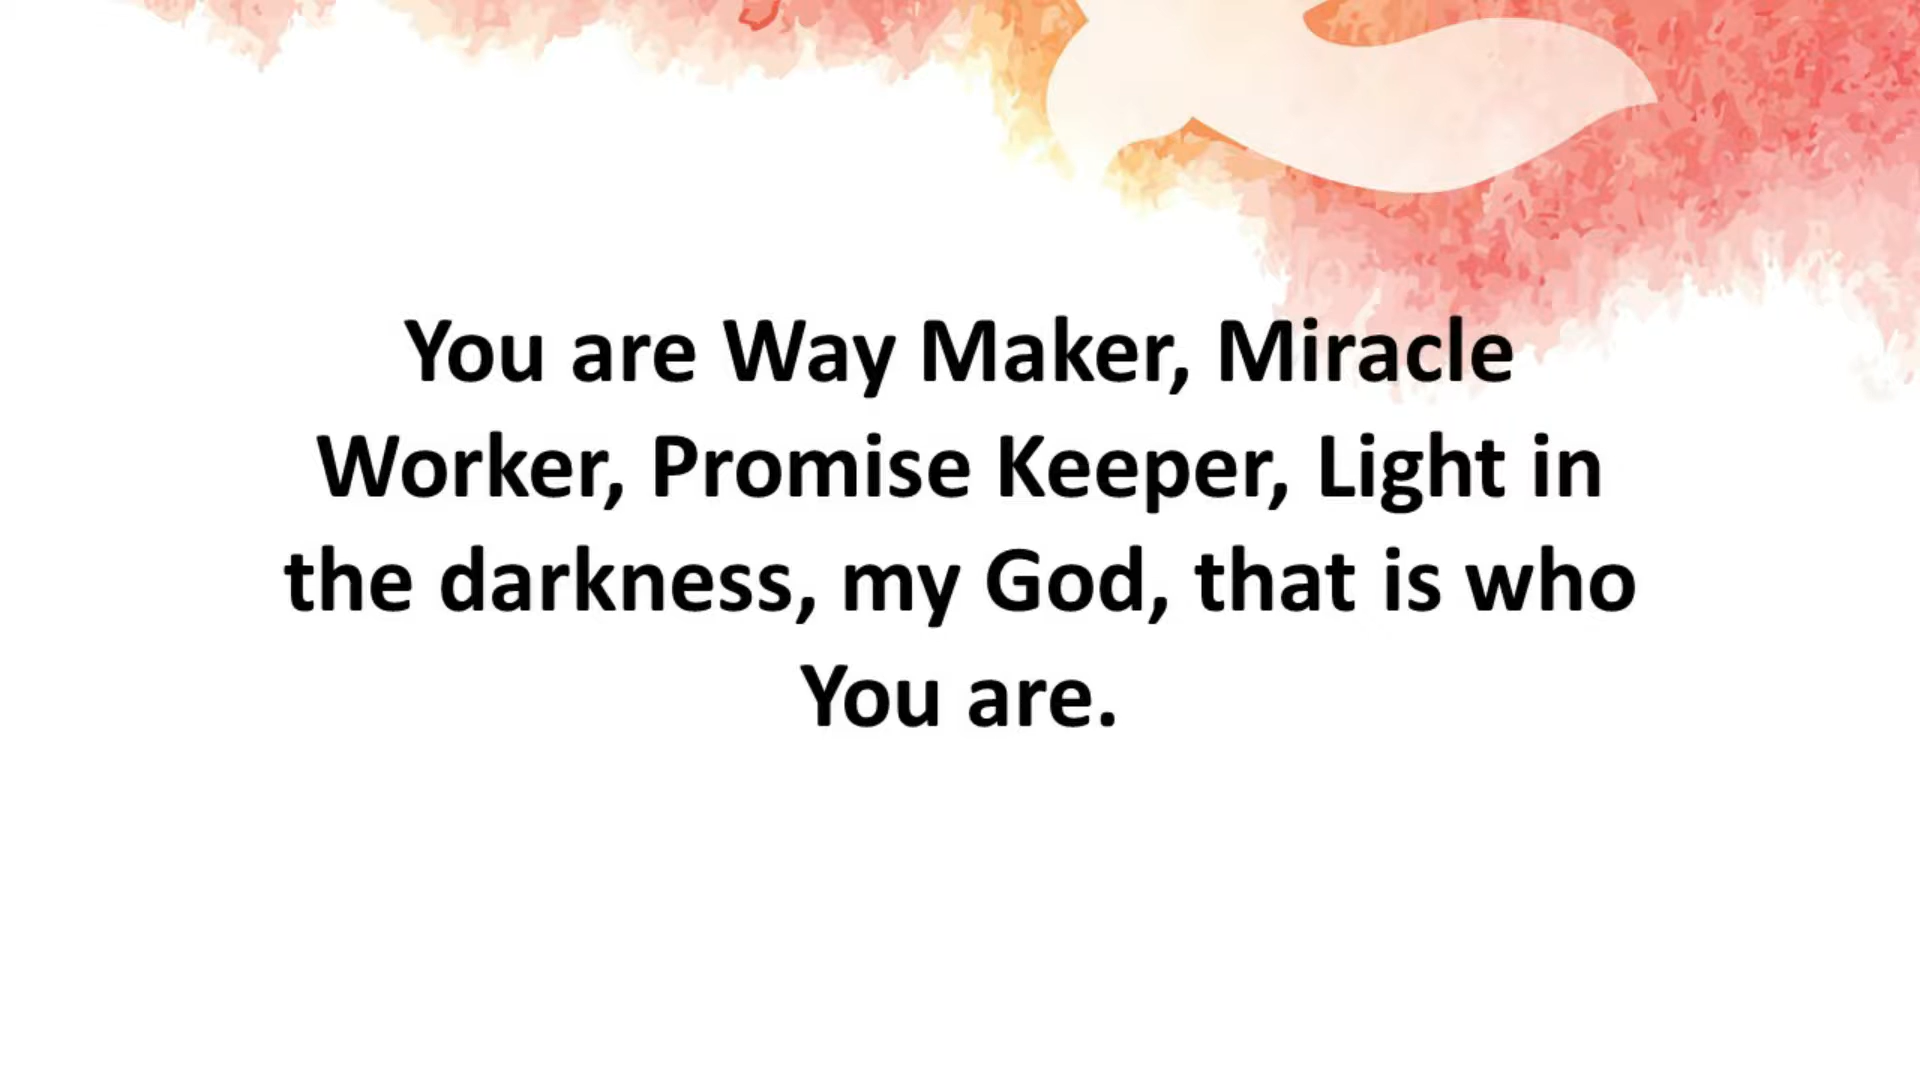 You are Way Maker, Miracle
Worker, Promise Keeper, Light in
the darkness, my God, that is who
You are.